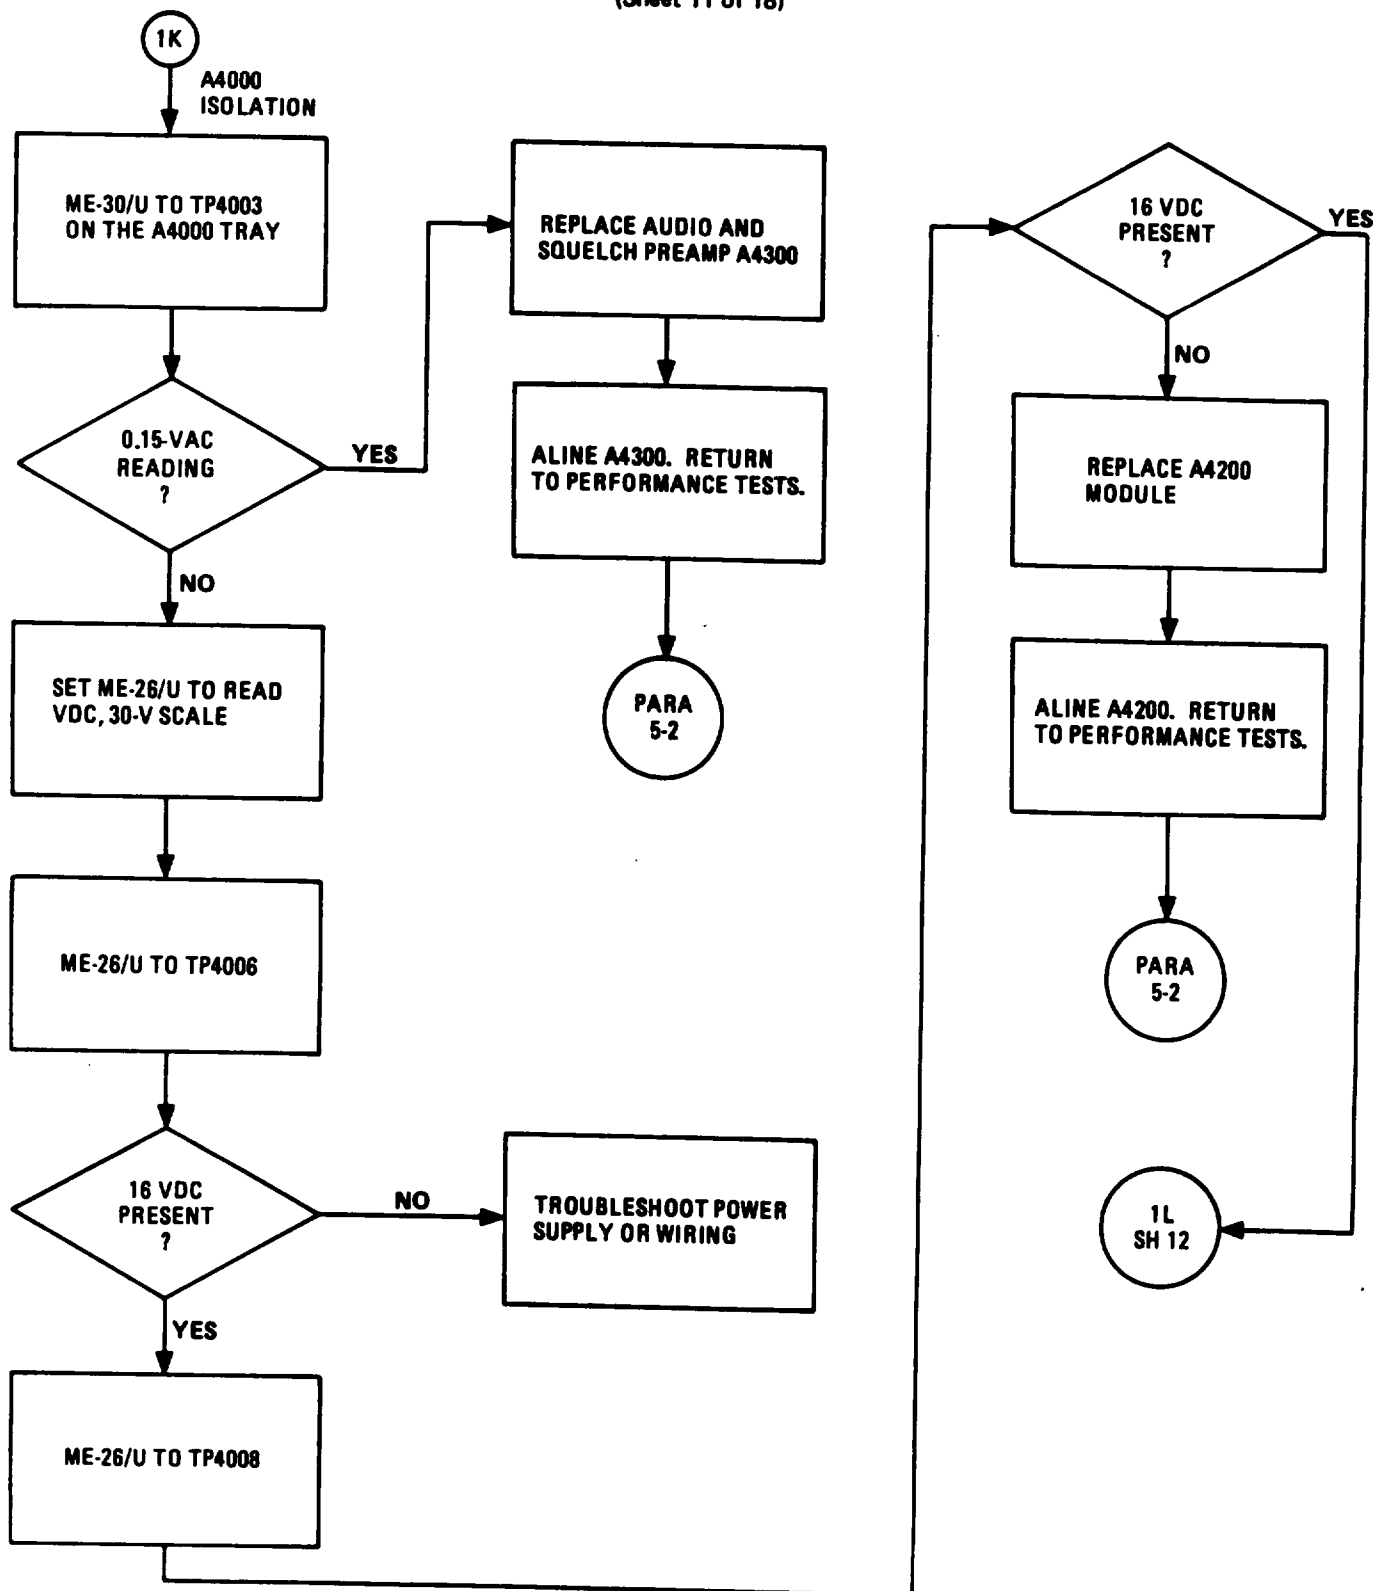 (Sheet 11 of 18)
1K
A4000
ISOLATION
ME-30/U TO TP4003
ON THE A4000 TRAY
0.15-VAC
READING
?
YES
NO
REPLACE AUDIO AND
SQUELCH PREAMP A4300
ALINE A4300. RETURN
TO PERFORMANCE TESTS.
PARA
5-2
SET ME-26/U TO READ
VDC, 30-V SCALE
ME-26/U TO TP4006
16 VDC
PRESENT
?
NO
TROUBLESHOOT POWER
SUPPLY OR WIRING
YES
ME-26/U TO TP4008
16 VDC
PRESENT
?
YES
NO
REPLACE A4200
MODULE
ALINE A4200. RETURN
TO PERFORMANCE TESTS.
PARA
5-2
1L
SH 12